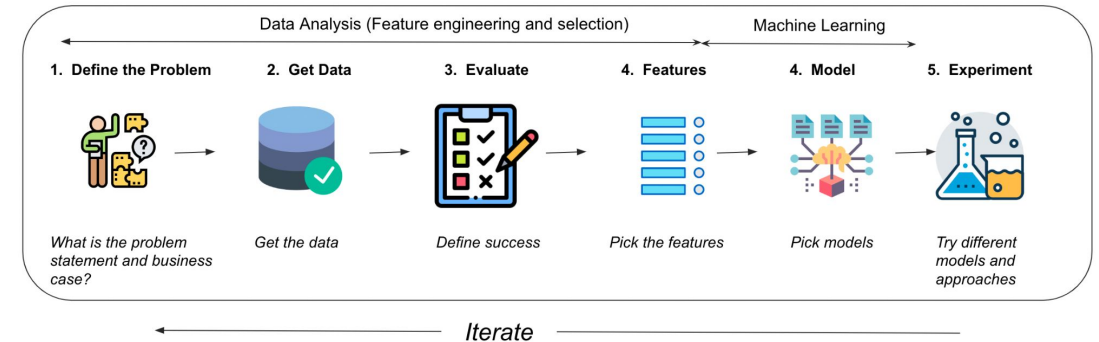 Data Analysis (Feature engineering and selection)
Machine Learning
1. Define the Problem
2. Get Data
3. Evaluate
4. Features
4. Model
5. Experiment
?
What is the problem
statement and business
case?
Get the data
Define success
Pick the features
Pick models
Try different
models and
approaches
Iterate